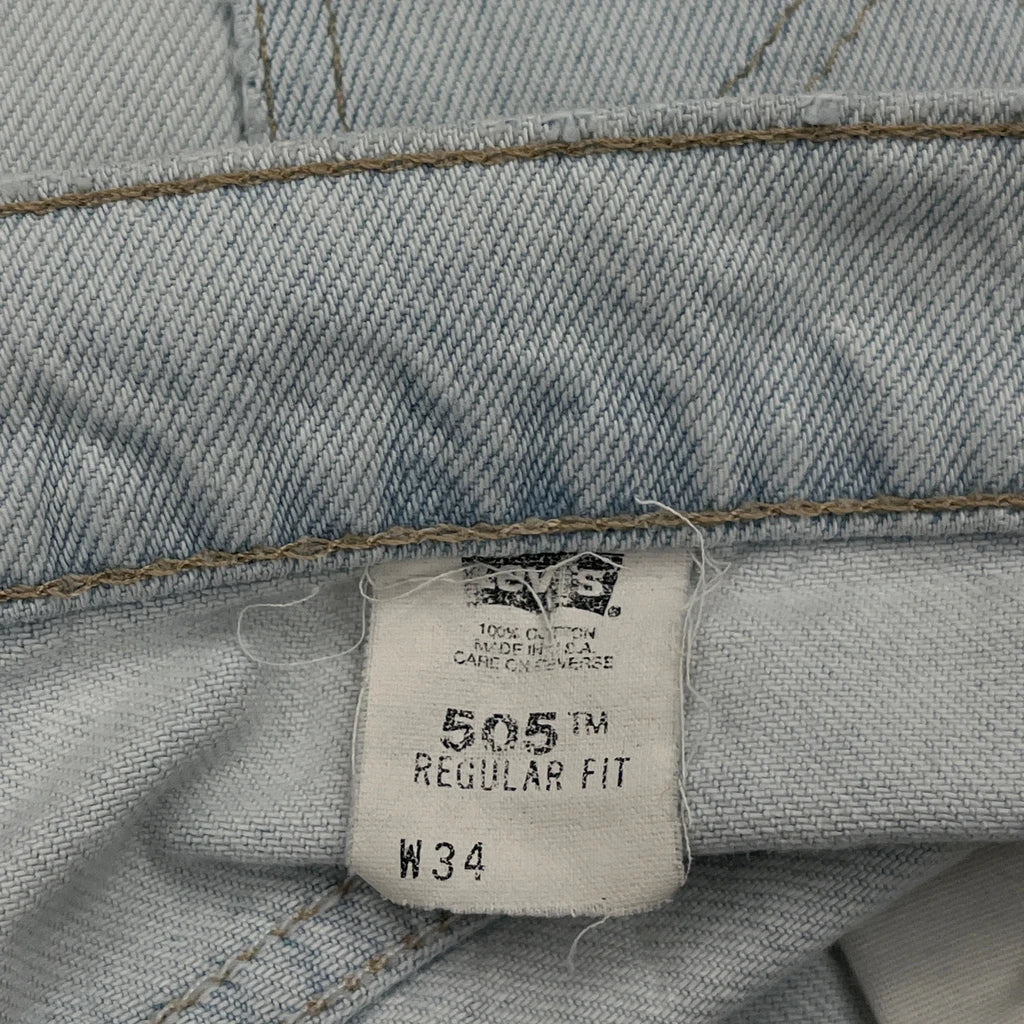 Levi's®
100% COTTON
MADE IN U.S.A.
CARE ON REVERSE
505™
REGULAR FIT
W34